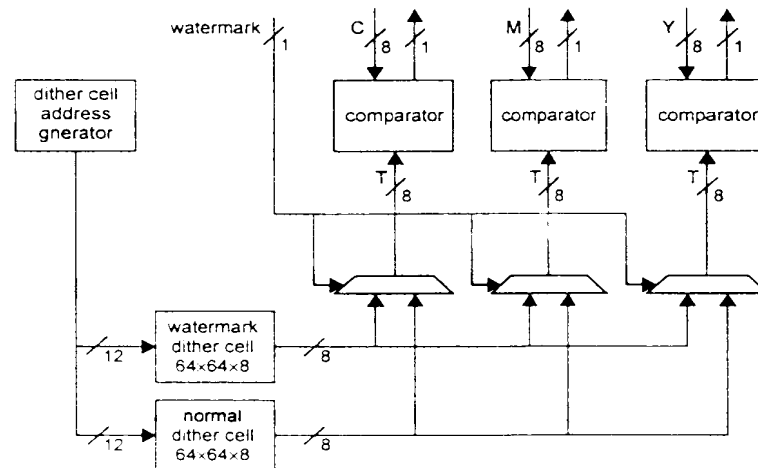 watermark 1
C 8 1
M 8 1
Y 8 1
dither cell
address
gnerator
comparator
comparator
comparator
T 8
T 8
T 8
watermark
dither cell
64×64×8
12
8
normal
dither cell
64×64×8
12
8